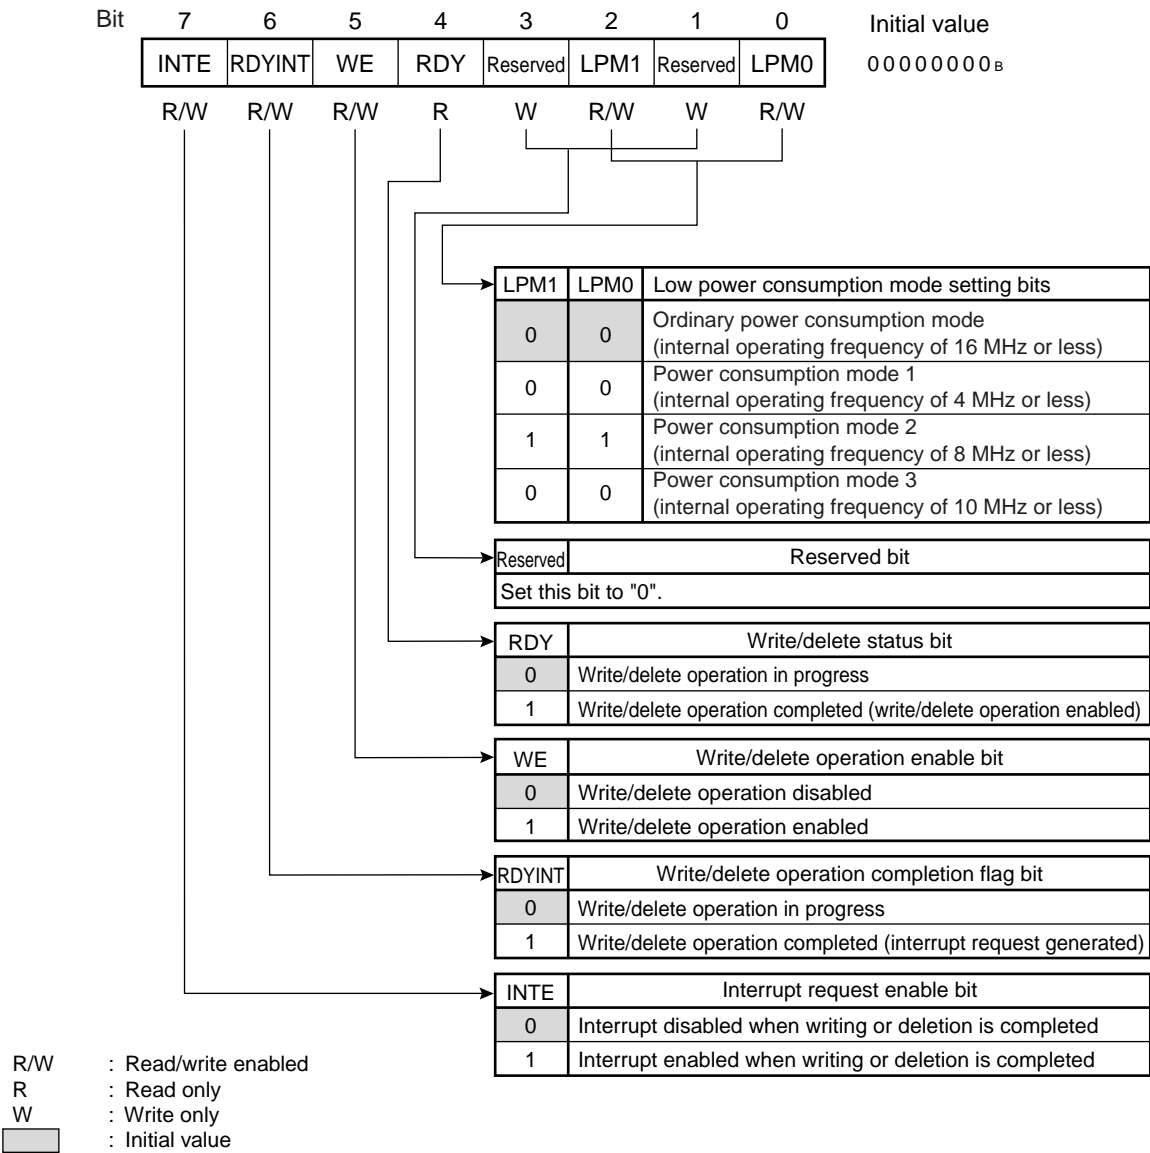 Bit 7 6 5 4 3 2 1 0 Initial value
INTE RDYINT WE RDY Reserved LPM1 Reserved LPM0 00000000B
R/W R/W R/W R W R/W W R/W
LPM1 LPM0 Low power consumption mode setting bits
0 0 Ordinary power consumption mode
(internal operating frequency of 16 MHz or less)
0 0 Power consumption mode 1
(internal operating frequency of 4 MHz or less)
1 1 Power consumption mode 2
(internal operating frequency of 8 MHz or less)
0 0 Power consumption mode 3
(internal operating frequency of 10 MHz or less)
Reserved Reserved bit
Set this bit to "0".
RDY Write/delete status bit
0 Write/delete operation in progress
1 Write/delete operation completed (write/delete operation enabled)
WE Write/delete operation enable bit
0 Write/delete operation disabled
1 Write/delete operation enabled
RDYINT Write/delete operation completion flag bit
0 Write/delete operation in progress
1 Write/delete operation completed (interrupt request generated)
INTE Interrupt request enable bit
0 Interrupt disabled when writing or deletion is completed
1 Interrupt enabled when writing or deletion is completed
R/W : Read/write enabled
R : Read only
W : Write only
: Initial value